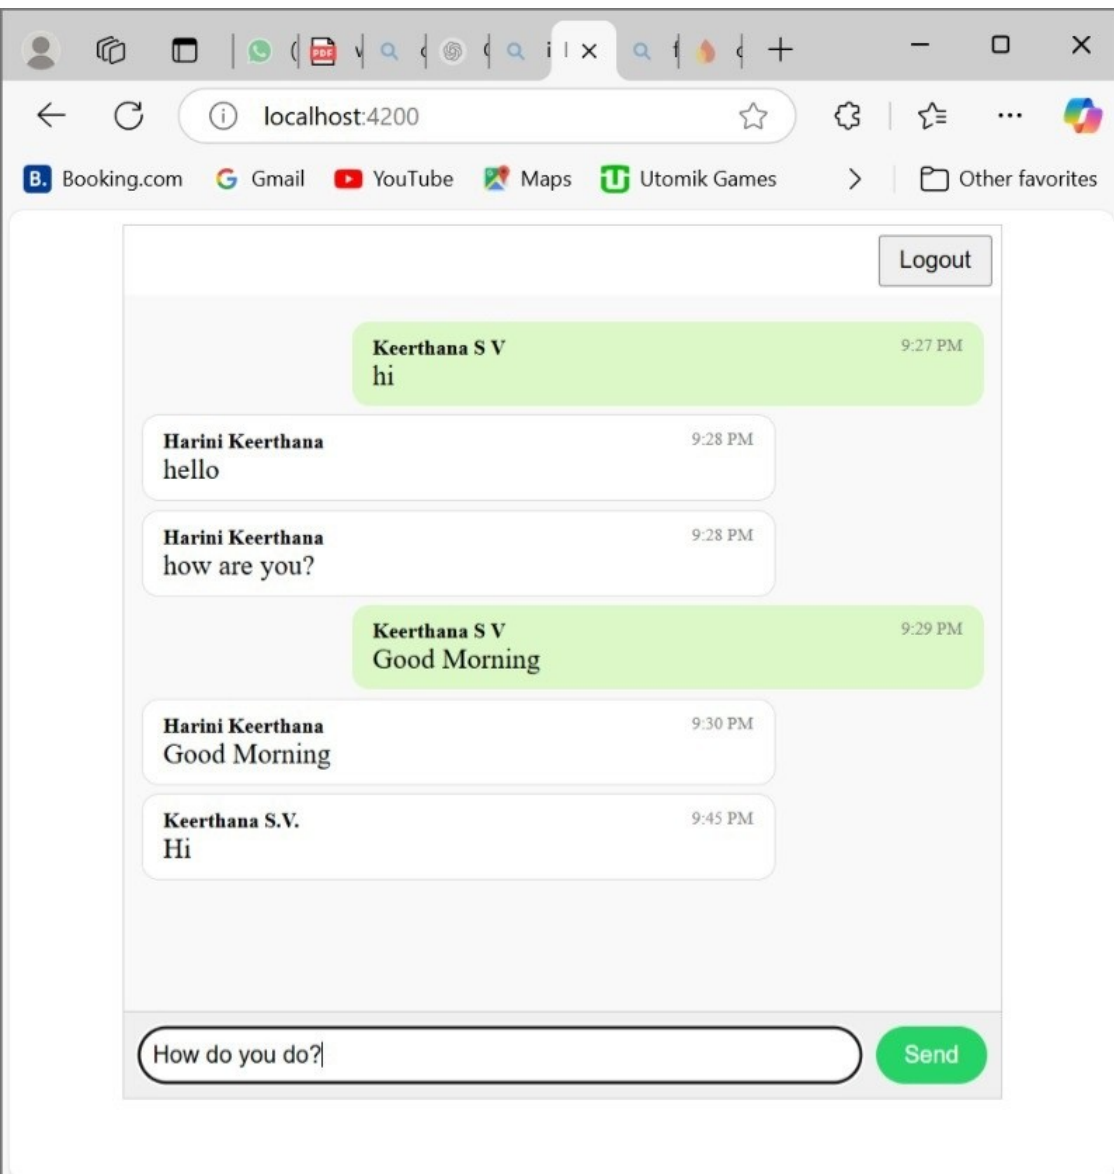 localhost:4200
Booking.com Gmail YouTube Maps Utomik Games Other favorites
Logout
Keerthana S V 9:27 PM
hi
Harini Keerthana 9:28 PM
hello
Harini Keerthana 9:28 PM
how are you?
Keerthana S V 9:29 PM
Good Morning
Harini Keerthana 9:30 PM
Good Morning
Keerthana S.V. 9:45 PM
Hi
How do you do?
Send